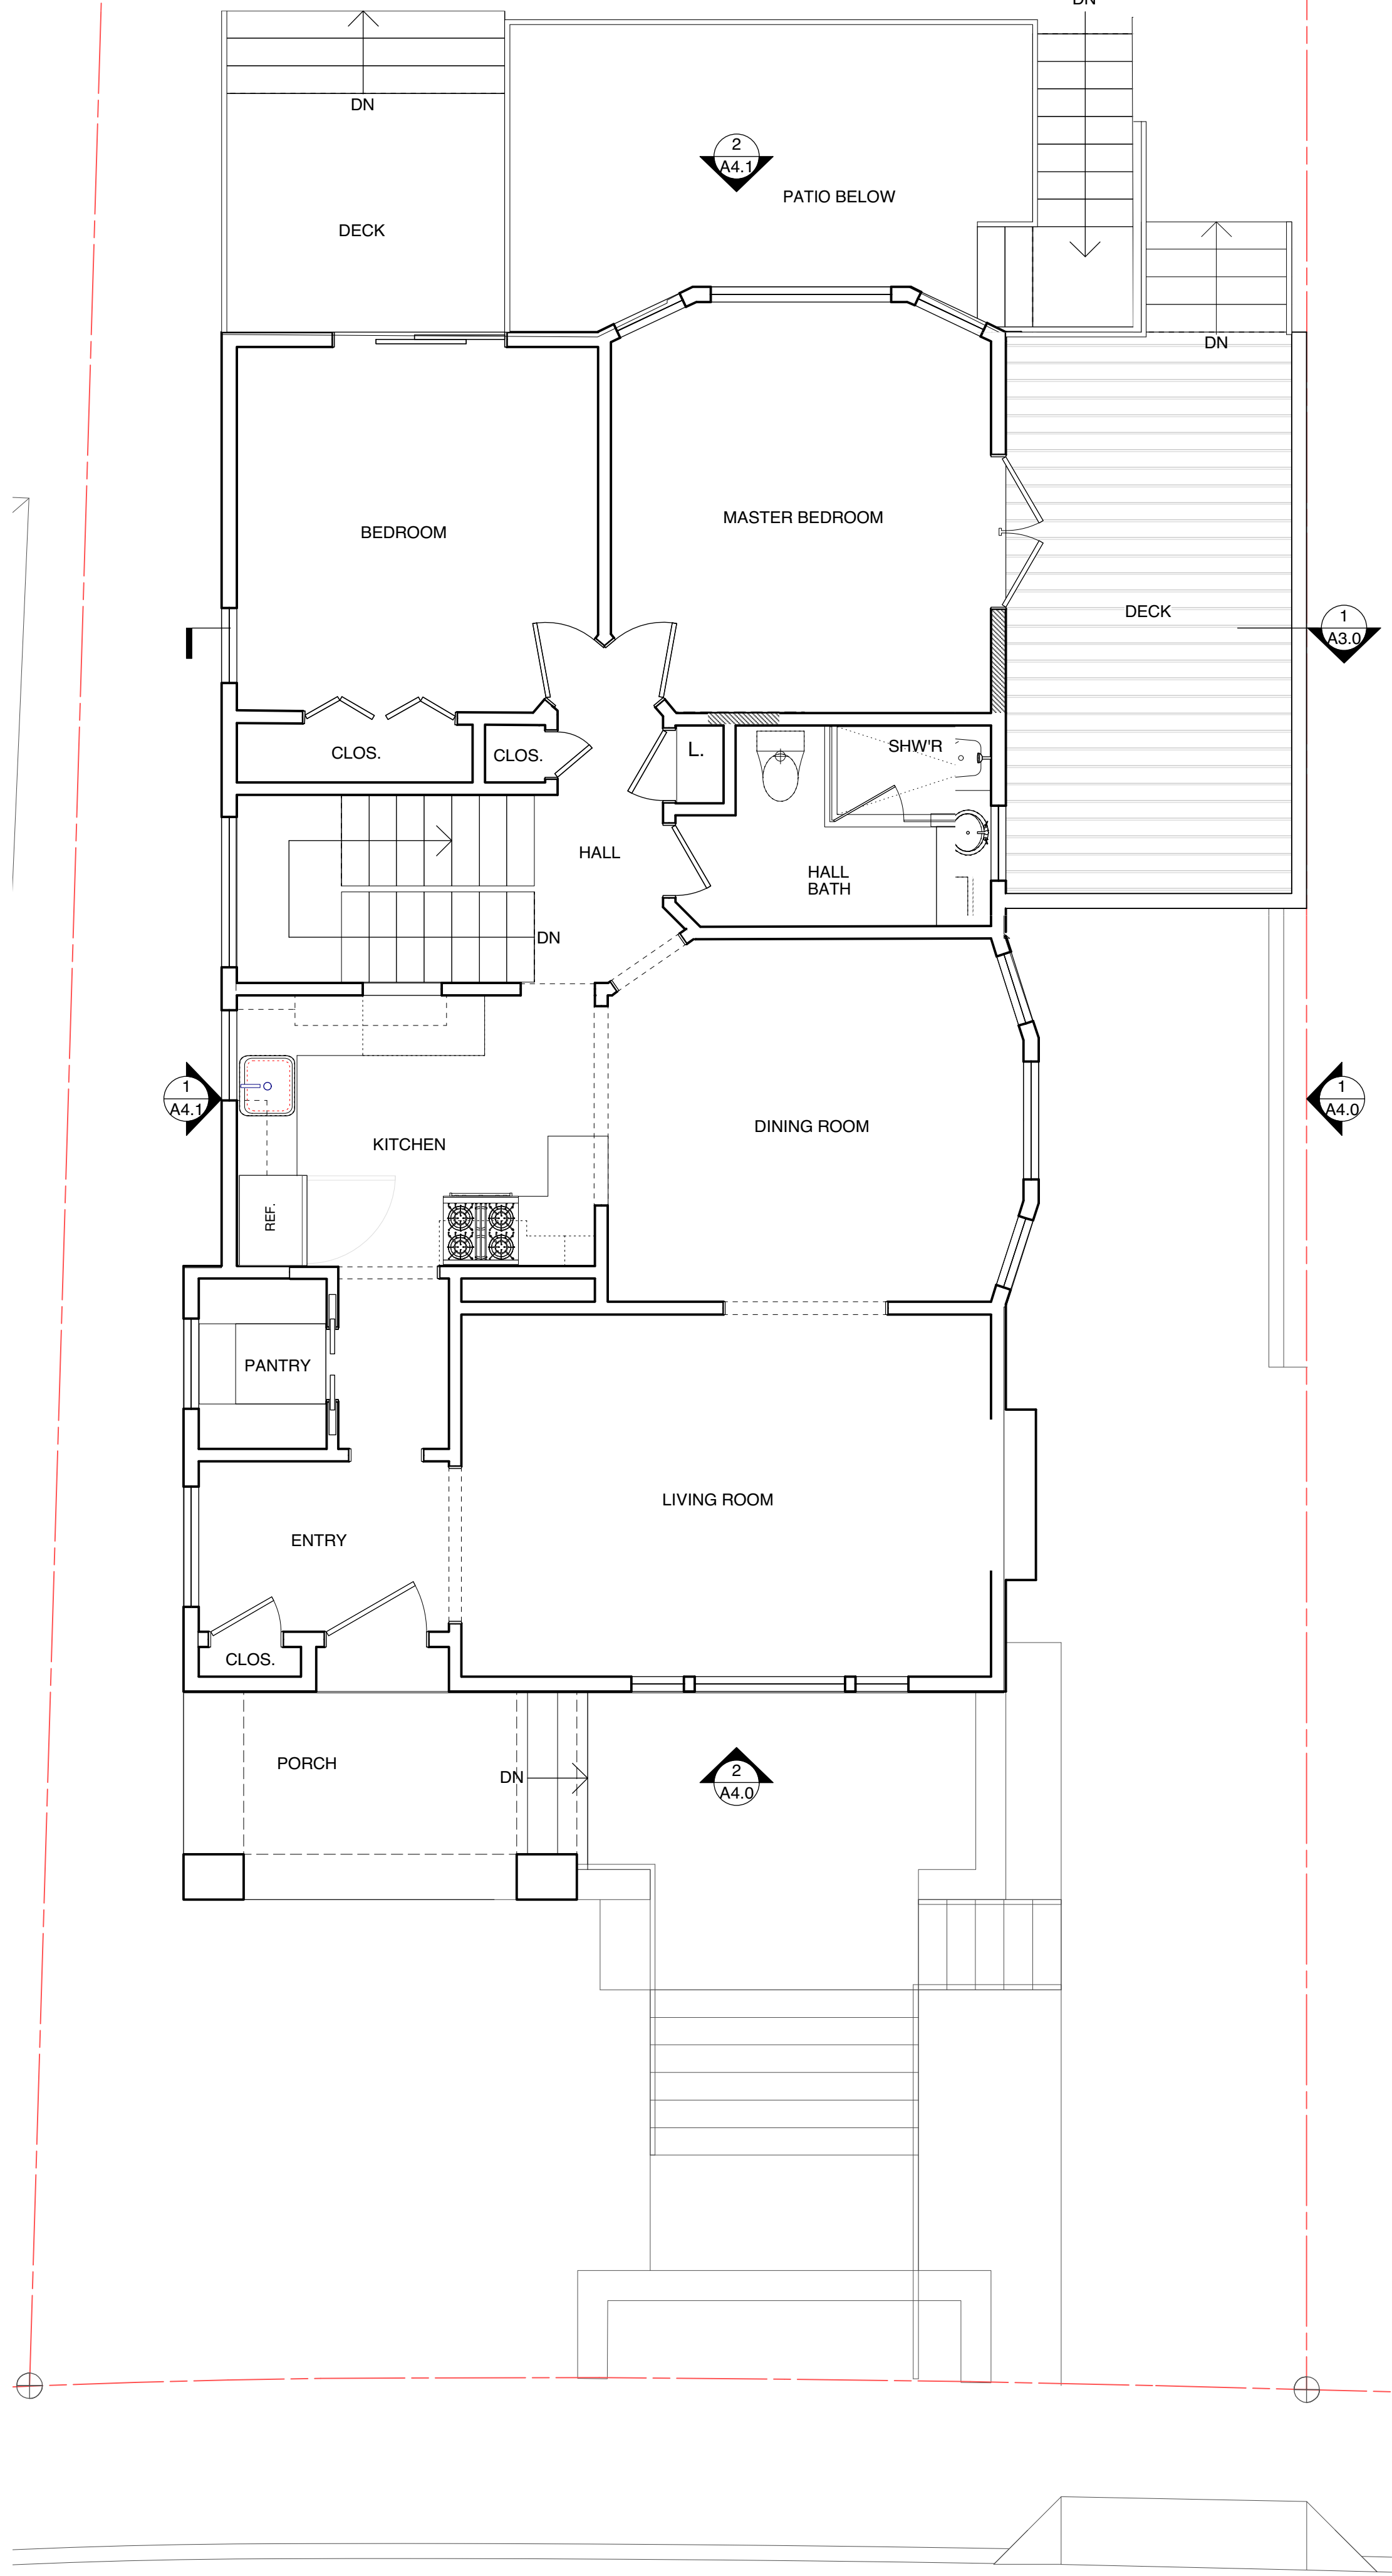 DN
DN
2
A4.1
PATIO BELOW
DECK
DN
BEDROOM
MASTER BEDROOM
DECK
1
A3.0
CLOS.
CLOS.
L.
SHW'R
HALL
HALL
BATH
DN
1
A4.1
KITCHEN
DINING ROOM
1
A4.0
REF.
PANTRY
LIVING ROOM
ENTRY
CLOS.
PORCH
DN
2
A4.0